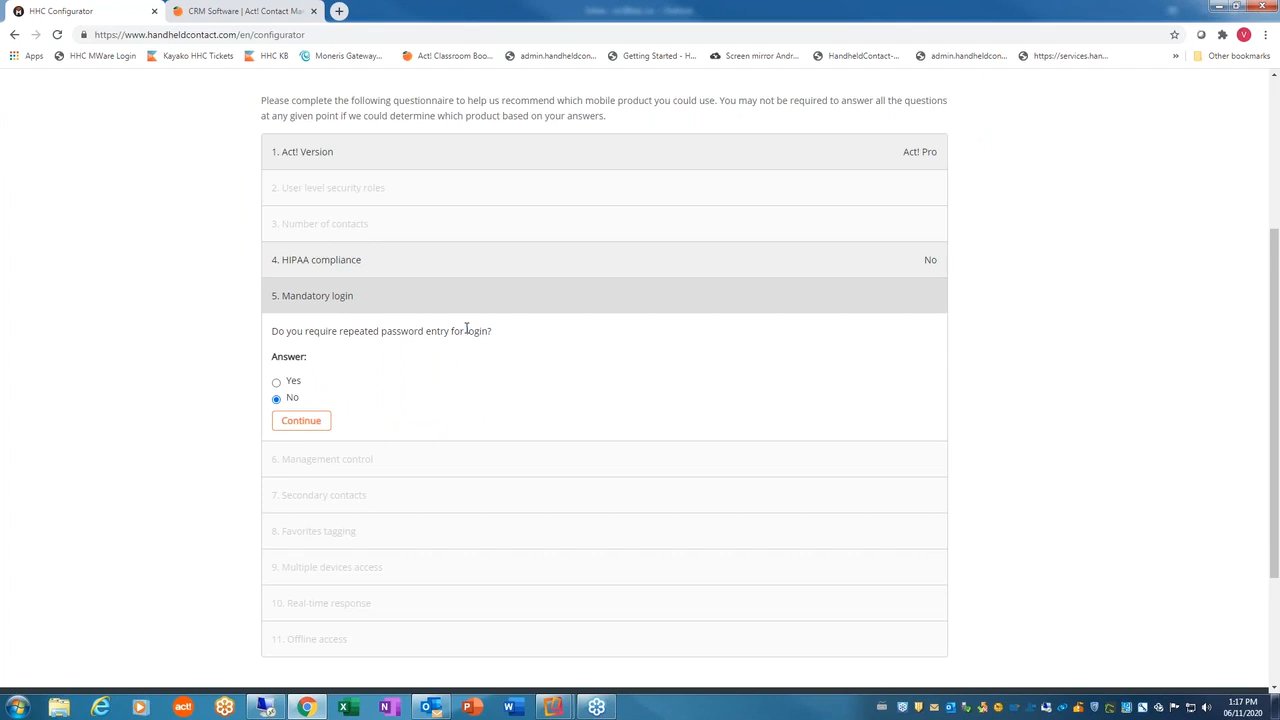 HHC Configurator
CRM Software | Act! Contact Ma
https://www.handheldcontact.com/en/configurator
V
Apps
HHC MWare Login
Kayako HHC Tickets
HHC KB
Moneris Gateway...
Act! Classroom Boo...
admin.handheldcon...
Getting Started - H...
Screen mirror Andr...
HandheldContact-...
admin.handheldcon...
https://services.han...
»
Other bookmarks
Please complete the following questionnaire to help us recommend which mobile product you could use. You may not be required to answer all the questions
at any given point if we could determine which product based on your answers.
1. Act! Version
Act! Pro
2. User level security roles
3. Number of contacts
4. HIPAA compliance
No
5. Mandatory login
Do you require repeated password entry for login?
Answer:
Yes
No
Continue
6. Management control
7. Secondary contacts
8. Favorites tagging
9. Multiple devices access
10. Real-time response
11. Offline access
act!
1:17 PM
06/11/2020